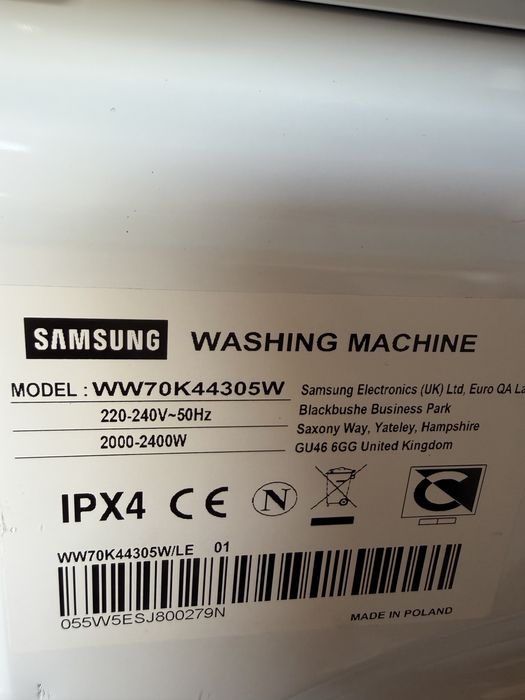 SAMSUNG WASHING MACHINE
MODEL : WW70K44305W
220-240V~50Hz
2000-2400W
Samsung Electronics (UK) Ltd, Euro QA
Blackbushe Business Park
Saxony Way, Yateley, Hampshire
GU46 6GG United Kingdom
IPX4 CE N
WW70K44305W/LE 01
055W5ESJ800279N
MADE IN POLAND